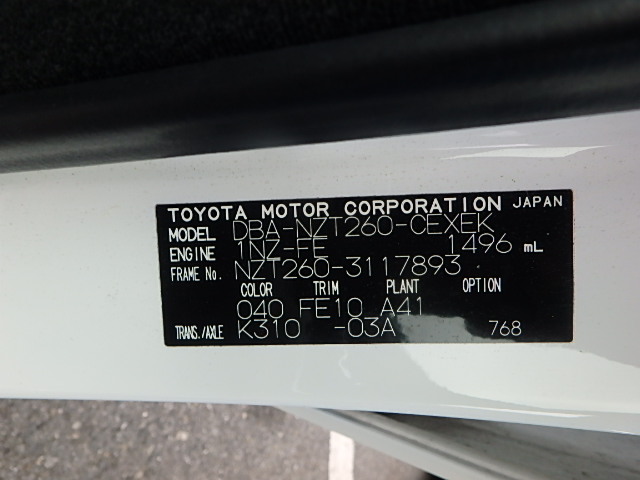 TOYOTA MOTOR CORPORATION JAPAN
MODEL DBA-NZT260-CEXEK
ENGINE 1NZ-FE 1496 mL
FRAME No. NZT260-3117893
COLOR TRIM PLANT OPTION
040 FE10 A41
TRANS./AXLE K310 -03A 768